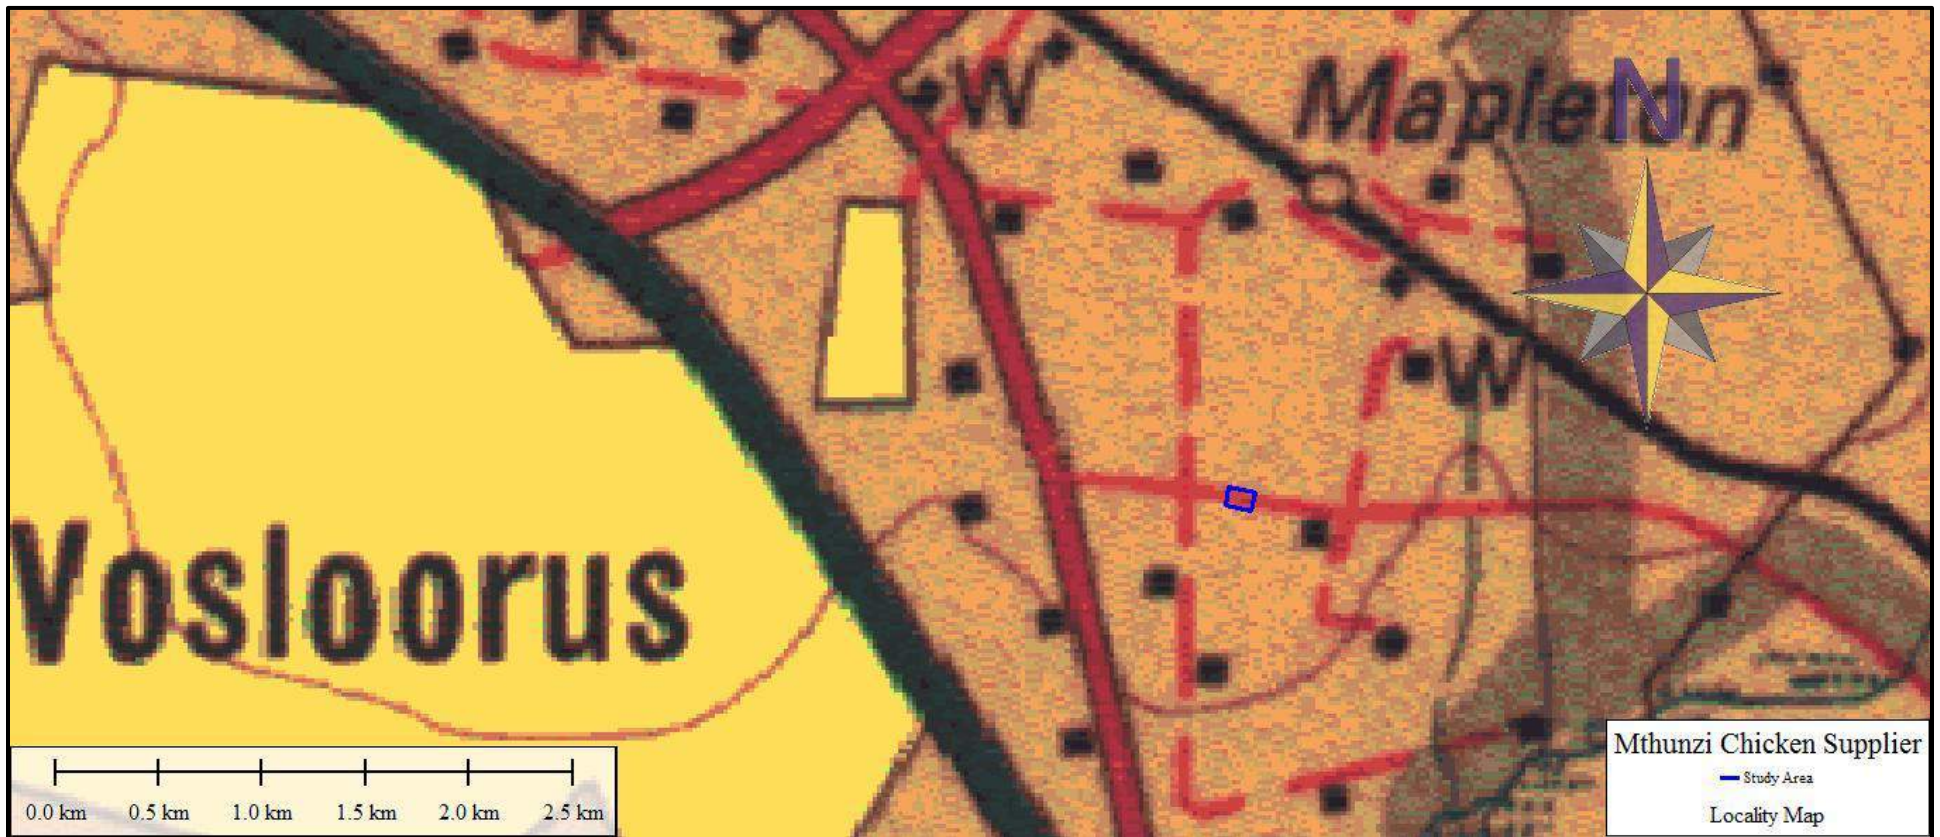 W
Mapleton
N
W
Vosloorus
0.0 km 0.5 km 1.0 km 1.5 km 2.0 km 2.5 km
Mthunzi Chicken Supplier
Study Area
Locality Map